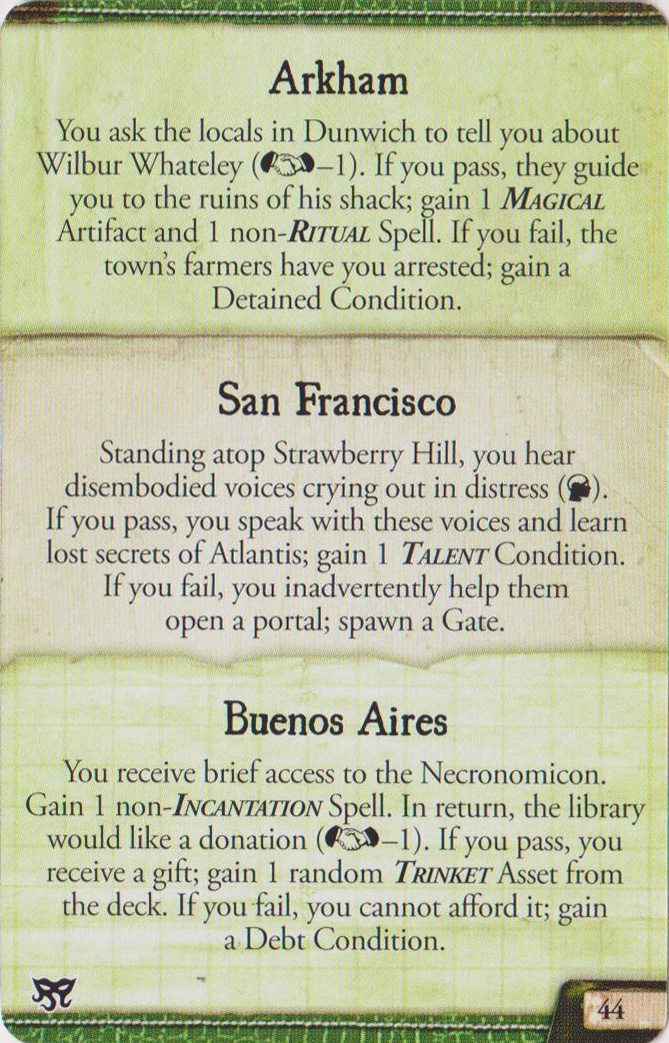 Arkham
You ask the locals in Dunwich to tell you about
Wilbur Whateley (–1). If you pass, they guide
you to the ruins of his shack; gain 1 MAGICAL
Artifact and 1 non-RITUAL Spell. If you fail, the
town's farmers have you arrested; gain a
Detained Condition.
San Francisco
Standing atop Strawberry Hill, you hear
disembodied voices crying out in distress ().
If you pass, you speak with these voices and learn
lost secrets of Atlantis; gain 1 TALENT Condition.
If you fail, you inadvertently help them
open a portal; spawn a Gate.
Buenos Aires
You receive brief access to the Necronomicon.
Gain 1 non-INCANTATION Spell. In return, the library
would like a donation (–1). If you pass, you
receive a gift; gain 1 random TRINKET Asset from
the deck. If you fail, you cannot afford it; gain
a Debt Condition.
44